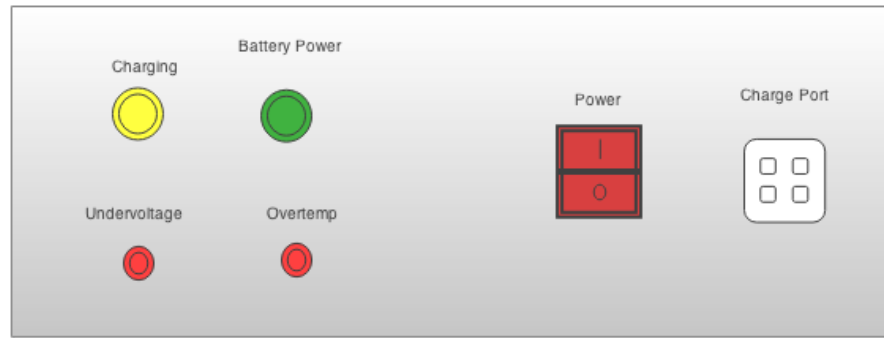 Battery Power
Charging
Power
Charge Port
|
O
Undervoltage
Overtemp